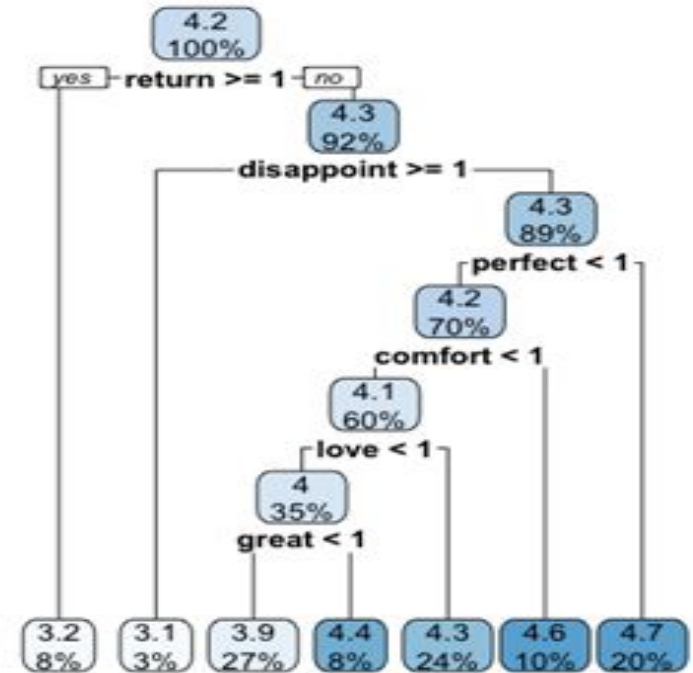 4.2
100%
yes return >= 1 no
4.3
92%
disappoint >= 1
4.3
89%
perfect < 1
4.2
70%
comfort < 1
4.1
60%
love < 1
4
35%
great < 1
3.2 3.1 3.9 4.4 4.3 4.6 4.7
8% 3% 27% 8% 24% 10% 20%